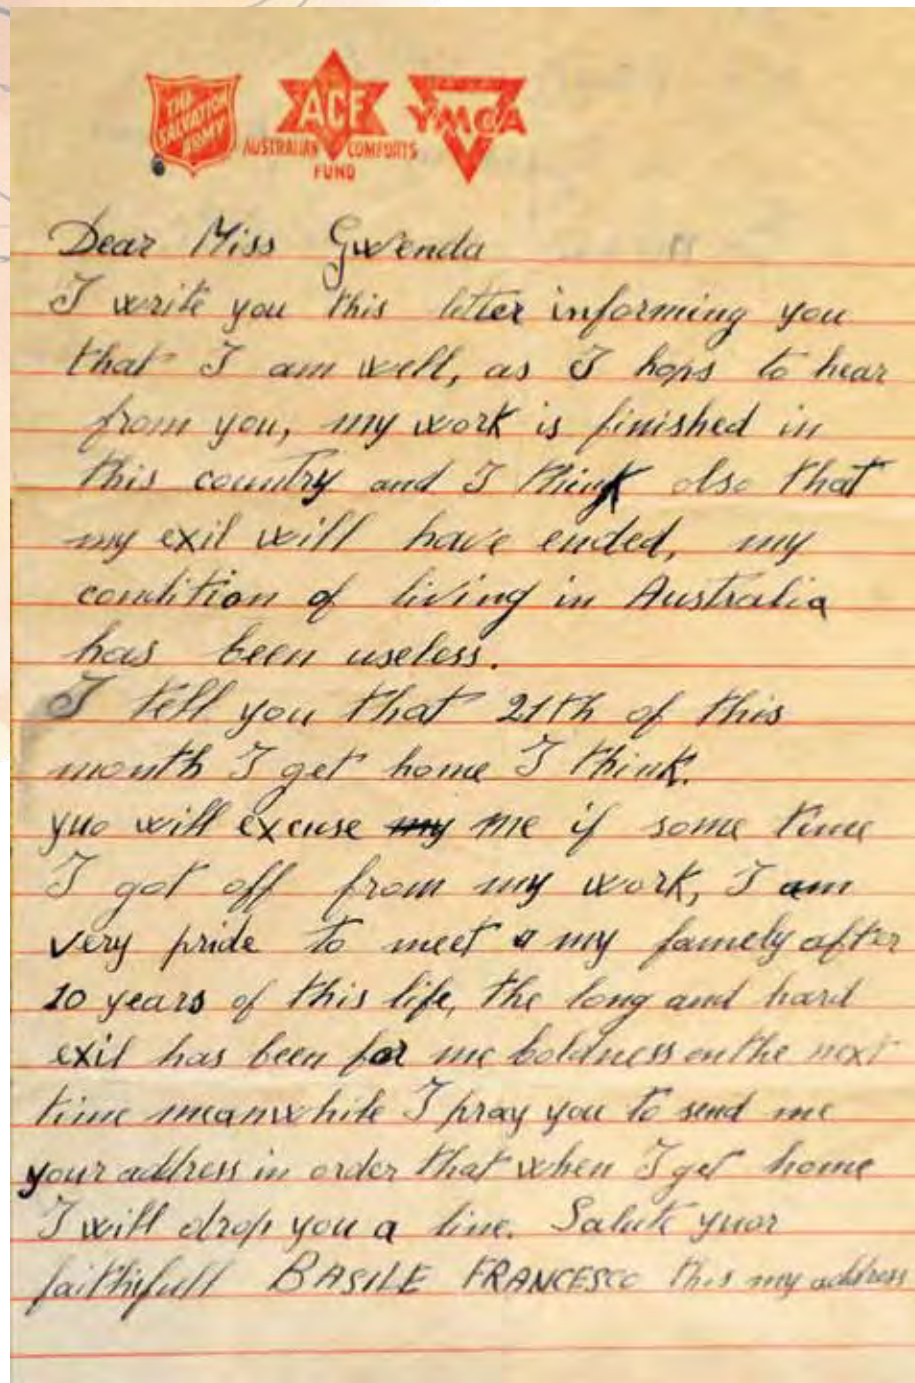 THE
SALVATION
ARMY
ACF
AUSTRALIAN COMFORTS
FUND
YMCA
Dear Miss Gwenda
I write you this letter informing you
that I am well, as I hops to hear
from you, my work is finished in
this country and I think also that
my exil will have ended, my
condition of living in Australia
has been useless.
I tell you that 21th of this
month I get home I think.
yuo will excuse my me if some time
I got off from my work, I am
very pride to meet a my famely after
10 years of this life, the long and hard
exil has been for me boldness on the next
time meanwhile I pray you to send me
your address in order that when I get home
I will drop you a line. Salute yuor
faithifull BASILE FRANCESCO this my address